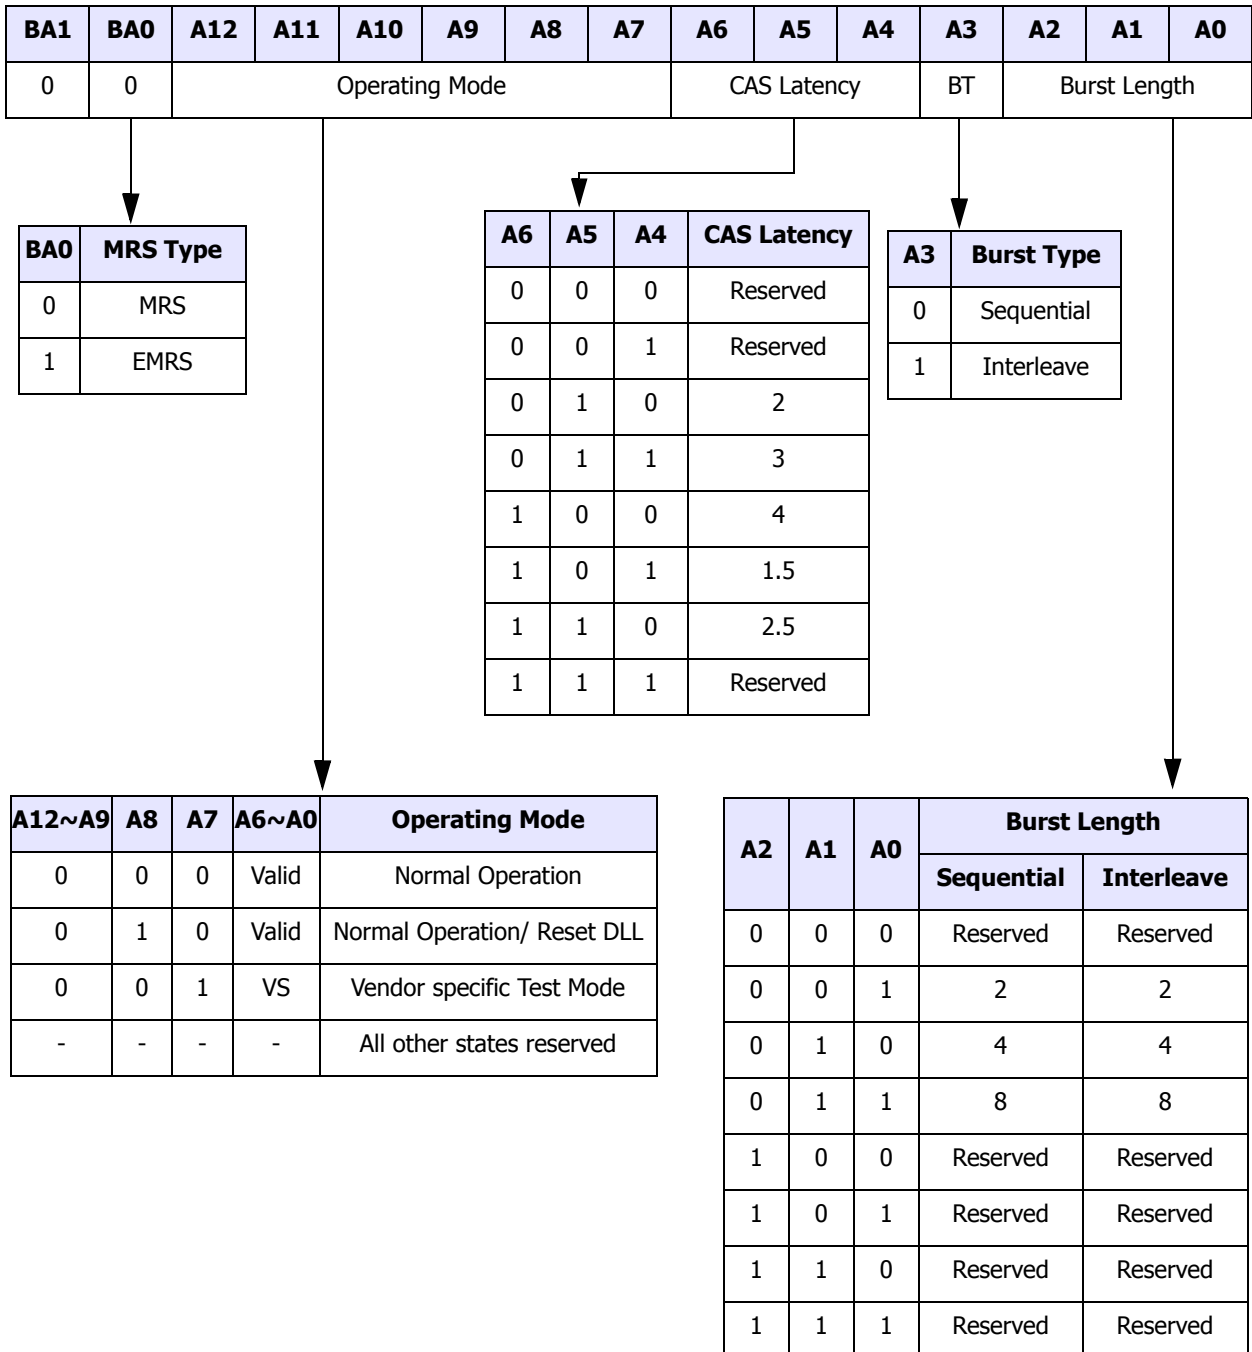 BA1 BA0 A12 A11 A10 A9 A8 A7 A6 A5 A4 A3 A2 A1 A0
0 0 Operating Mode CAS Latency BT Burst Length
BA0 MRS Type
0 MRS
1 EMRS
A6 A5 A4 CAS Latency
0 0 0 Reserved
0 0 1 Reserved
0 1 0 2
0 1 1 3
1 0 0 4
1 0 1 1.5
1 1 0 2.5
1 1 1 Reserved
A3 Burst Type
0 Sequential
1 Interleave
A12~A9 A8 A7 A6~A0 Operating Mode
0 0 0 Valid Normal Operation
0 1 0 Valid Normal Operation/ Reset DLL
0 0 1 VS Vendor specific Test Mode
- - - - All other states reserved
A2 A1 A0 Burst Length
Sequential Interleave
0 0 0 Reserved Reserved
0 0 1 2 2
0 1 0 4 4
0 1 1 8 8
1 0 0 Reserved Reserved
1 0 1 Reserved Reserved
1 1 0 Reserved Reserved
1 1 1 Reserved Reserved